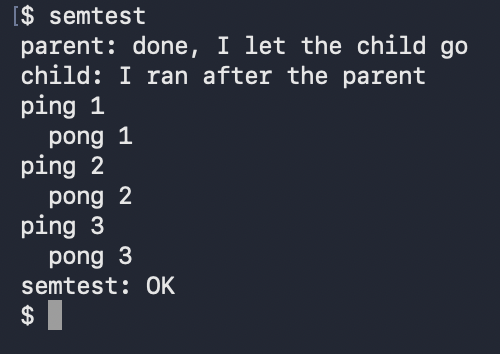 [$ semtest
parent: done, I let the child go
child: I ran after the parent
ping 1
  pong 1
ping 2
  pong 2
ping 3
  pong 3
semtest: OK
$